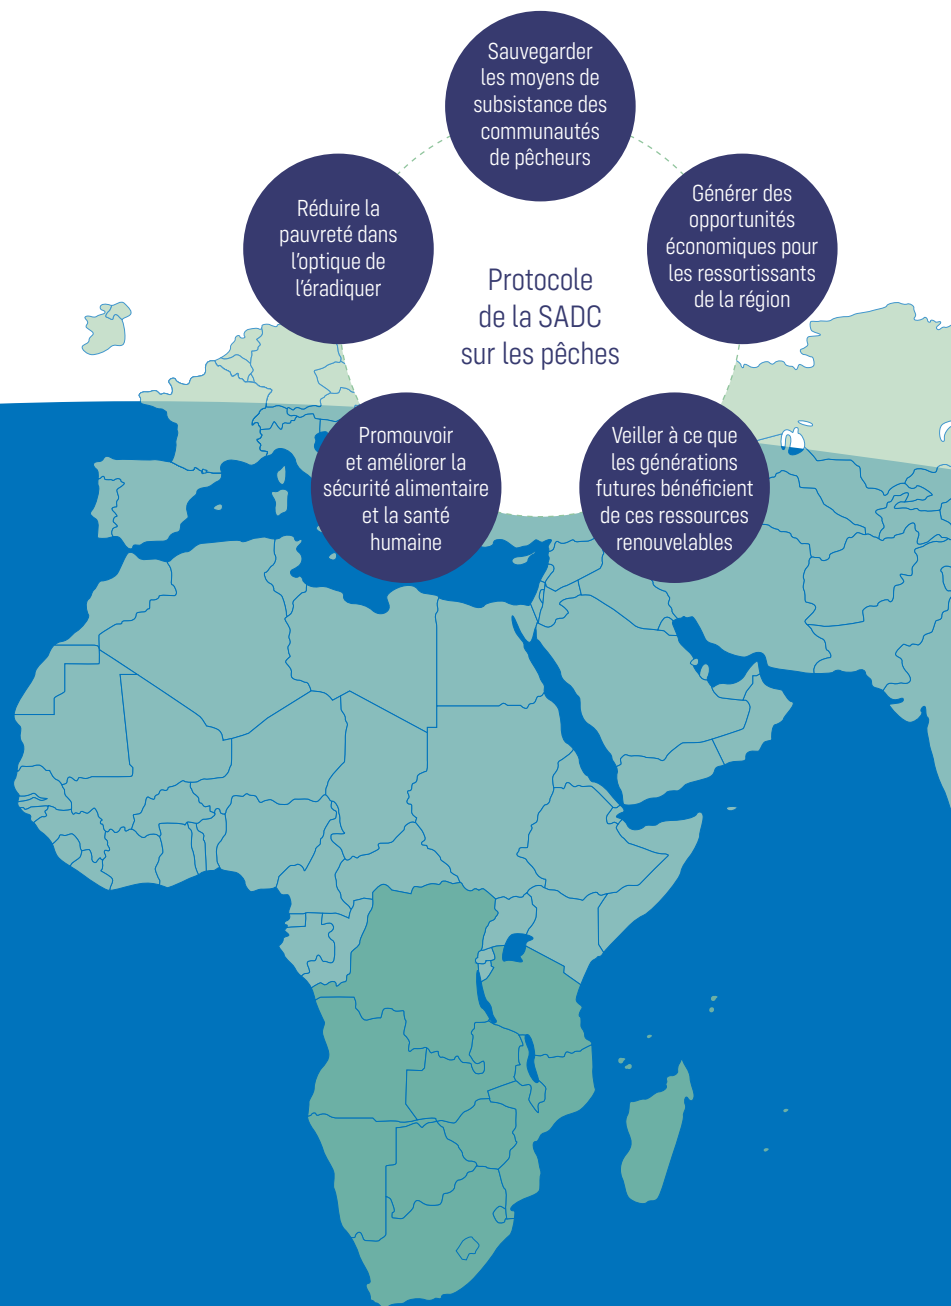 Sauvegarder
les moyens de
subsistance des
communautés
de pêcheurs
Réduire la
pauvreté dans
l'optique de
l'éradiquer
Générer des
opportunités
économiques pour
les ressortissants
de la région
Protocole
de la SADC
sur les pêches
Promouvoir
et améliorer la
sécurité alimentaire
et la santé
humaine
Veiller à ce que
les générations
futures bénéficient
de ces ressources
renouvelables